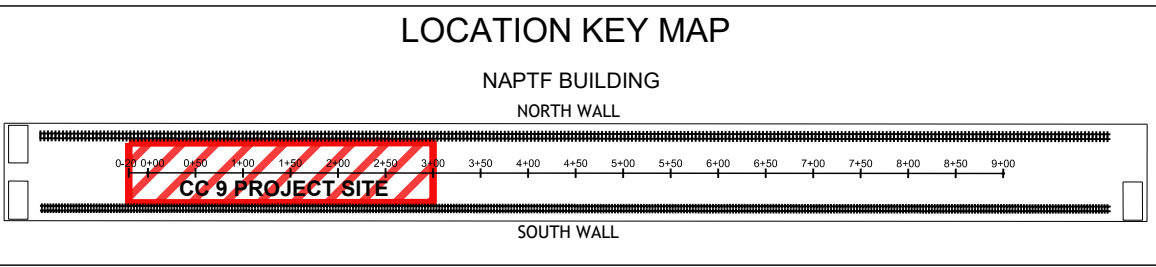 LOCATION KEY MAP
NAPTF BUILDING
NORTH WALL
0-20 0+00 0+50 1+00 1+50 2+00 2+50 3+00 3+50 4+00 4+50 5+00 5+50 6+00 6+50 7+00 7+50 8+00 8+50 9+00
CC 9 PROJECT SITE
SOUTH WALL